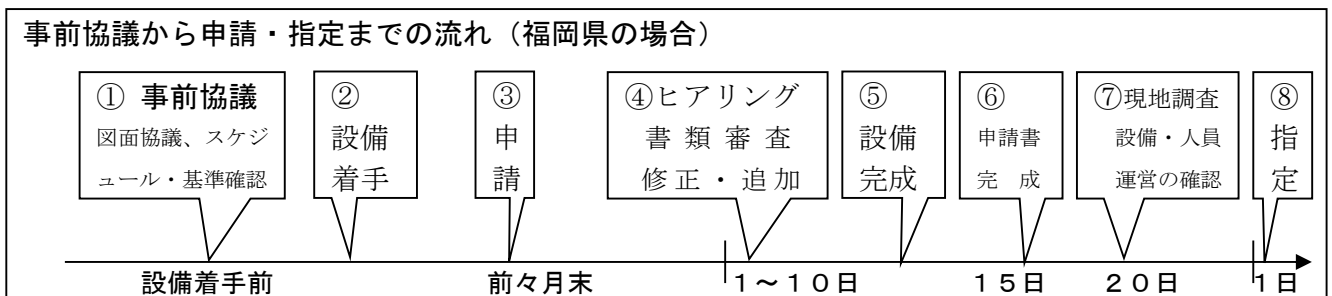 事前協議から申請・指定までの流れ（福岡県の場合）
① 事前協議
図面協議、スケジ
ュール・基準確認
②
設備
着手
③
申
請
④ヒアリング
書類審査
修正・追加
⑤
設備
完成
⑥
申請書
完 成
⑦現地調査
設備・人員
運営の確認
⑧
指
定
設備着手前
前々月末
１～１０日
１５日
２０日
１日